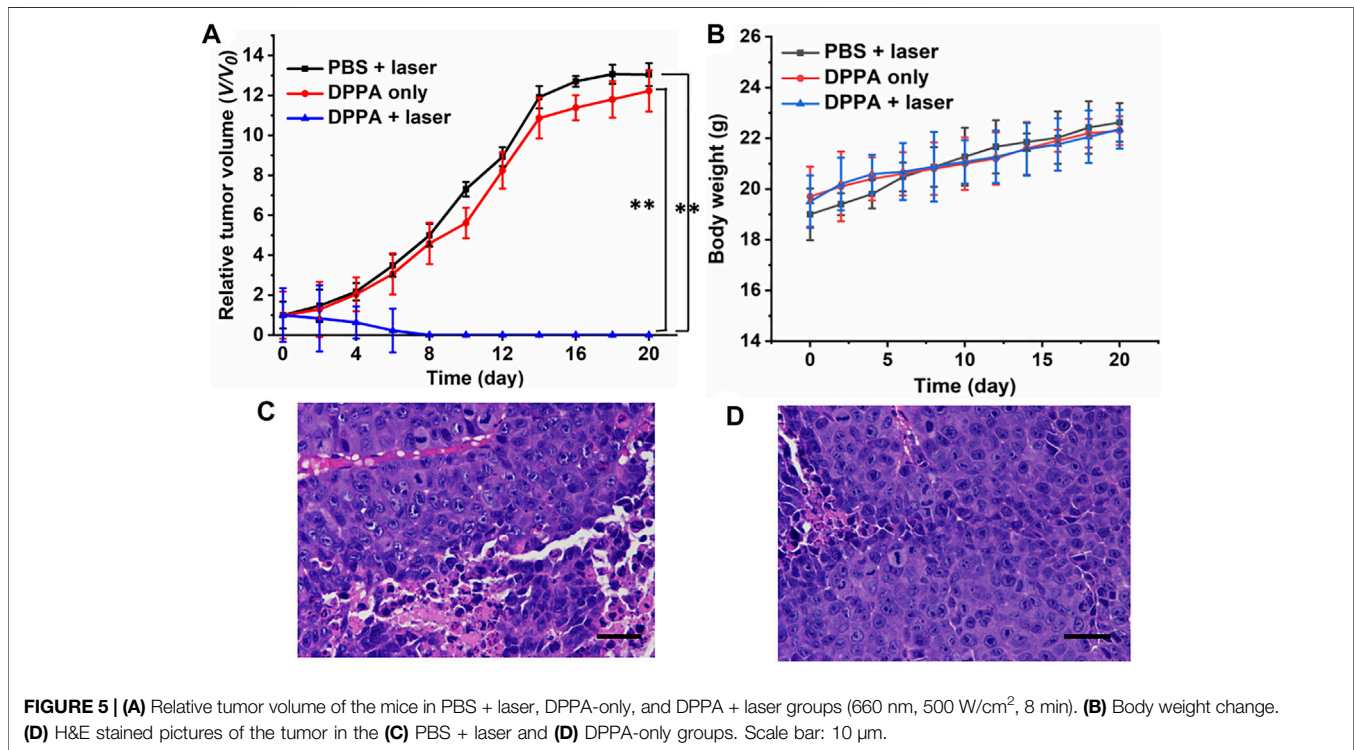 A
Relative tumor volume (V/V0)
14
12
10
8
6
4
2
0
PBS + laser
DPPA only
DPPA + laser
**
**
0 4 8 12 16 20
Time (day)
B
Body weight (g)
26
24
22
20
18
16
14
PBS + laser
DPPA only
DPPA + laser
0 5 10 15 20
Time (day)
C
D
FIGURE 5 | (A) Relative tumor volume of the mice in PBS + laser, DPPA-only, and DPPA + laser groups (660 nm, 500 W/cm², 8 min). (B) Body weight change.
(D) H&E stained pictures of the tumor in the (C) PBS + laser and (D) DPPA-only groups. Scale bar: 10 μm.